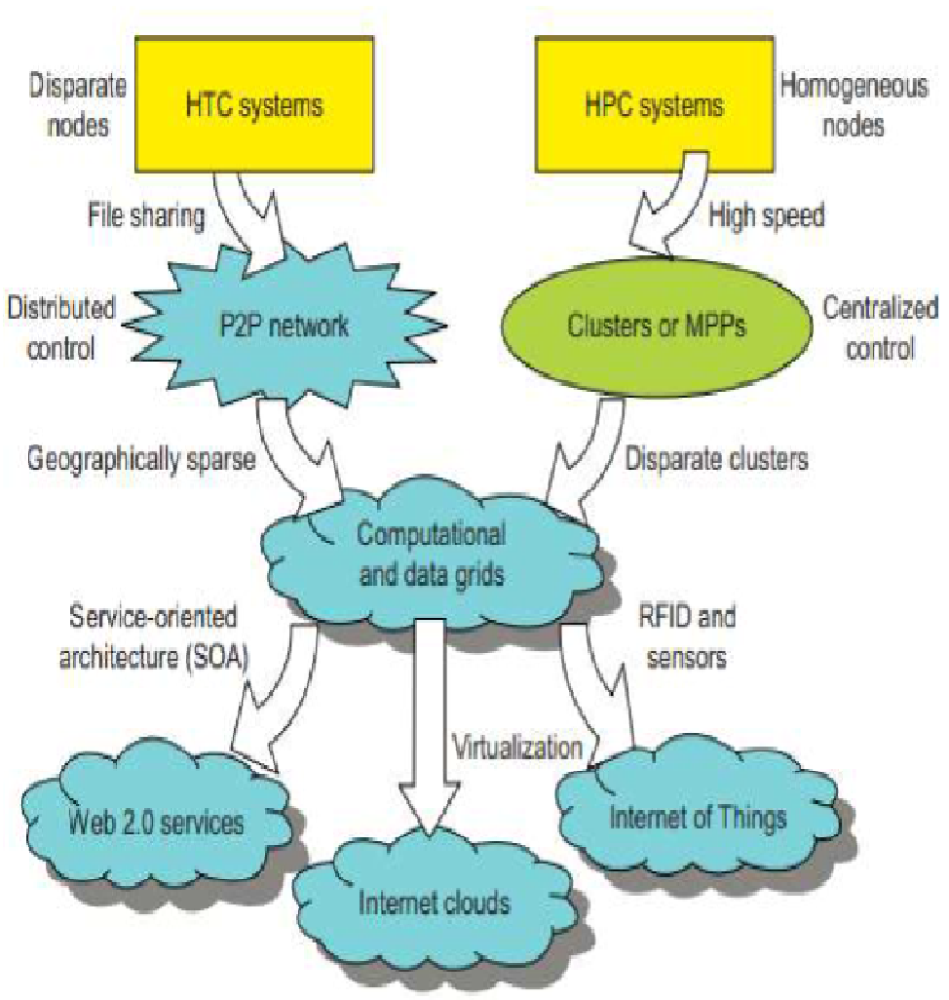 Disparate
nodes
HTC systems
HPC systems
Homogeneous
nodes
File sharing
High speed
Distributed
control
P2P network
Clusters or MPPs
Centralized
control
Geographically sparse
Disparate clusters
Computational
and data grids
Service-oriented
architecture (SOA)
RFID and
sensors
Virtualization
Web 2.0 services
Internet of Things
Internet clouds